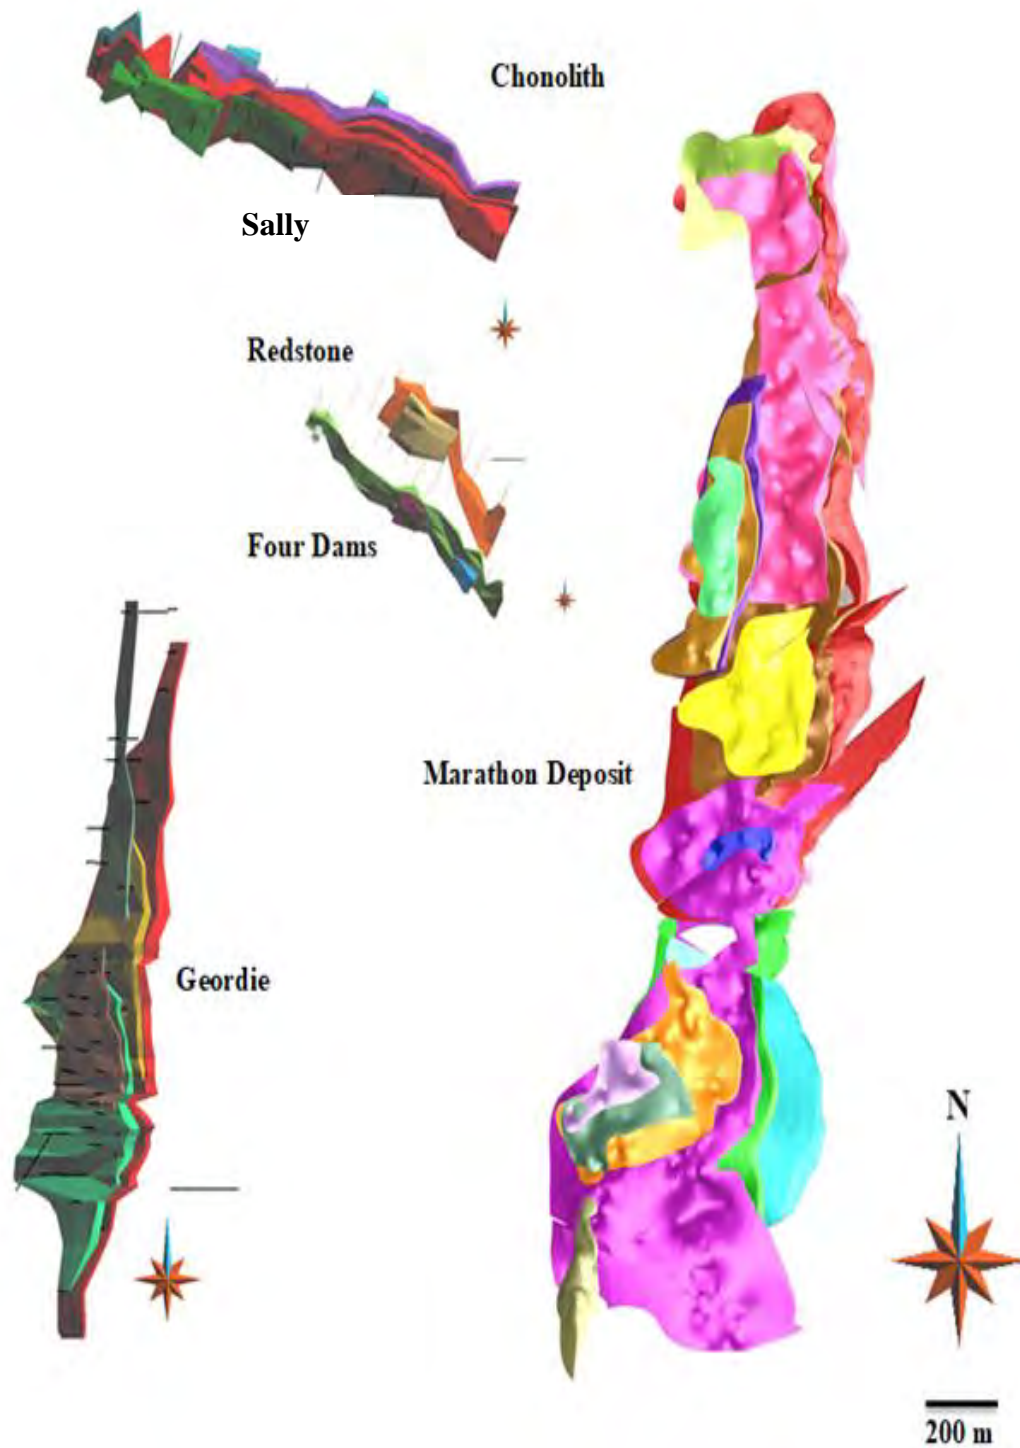 Chonolith
Sally
Redstone
Four Dams
Marathon Deposit
Geordie
N
200 m